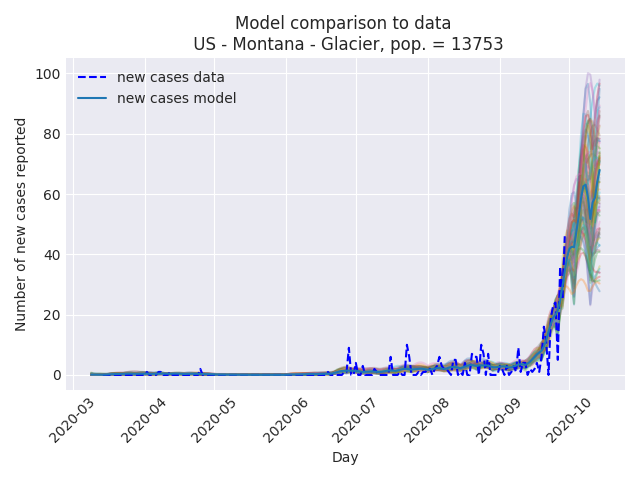 Model comparison to data
US - Montana - Glacier, pop. = 13753
new cases data
new cases model
Number of new cases reported
100
80
60
40
20
0
2020-03
2020-04
2020-05
2020-06
2020-07
2020-08
2020-09
2020-10
Day